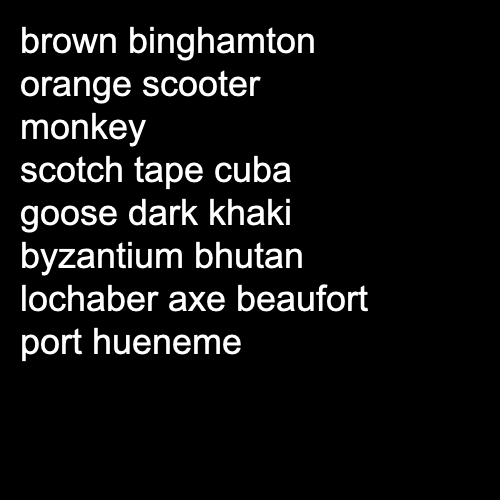 brown binghamton
orange scooter
monkey
scotch tape cuba
goose dark khaki
byzantium bhutan
lochaber axe beaufort
port hueneme